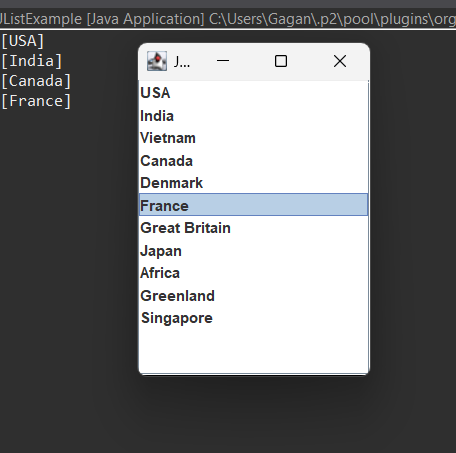 JListExample [Java Application] C:\Users\Gagan\.p2\pool\plugins\org
[USA]
[India]
[Canada]
[France]
J...
USA
India
Vietnam
Canada
Denmark
France
Great Britain
Japan
Africa
Greenland
Singapore